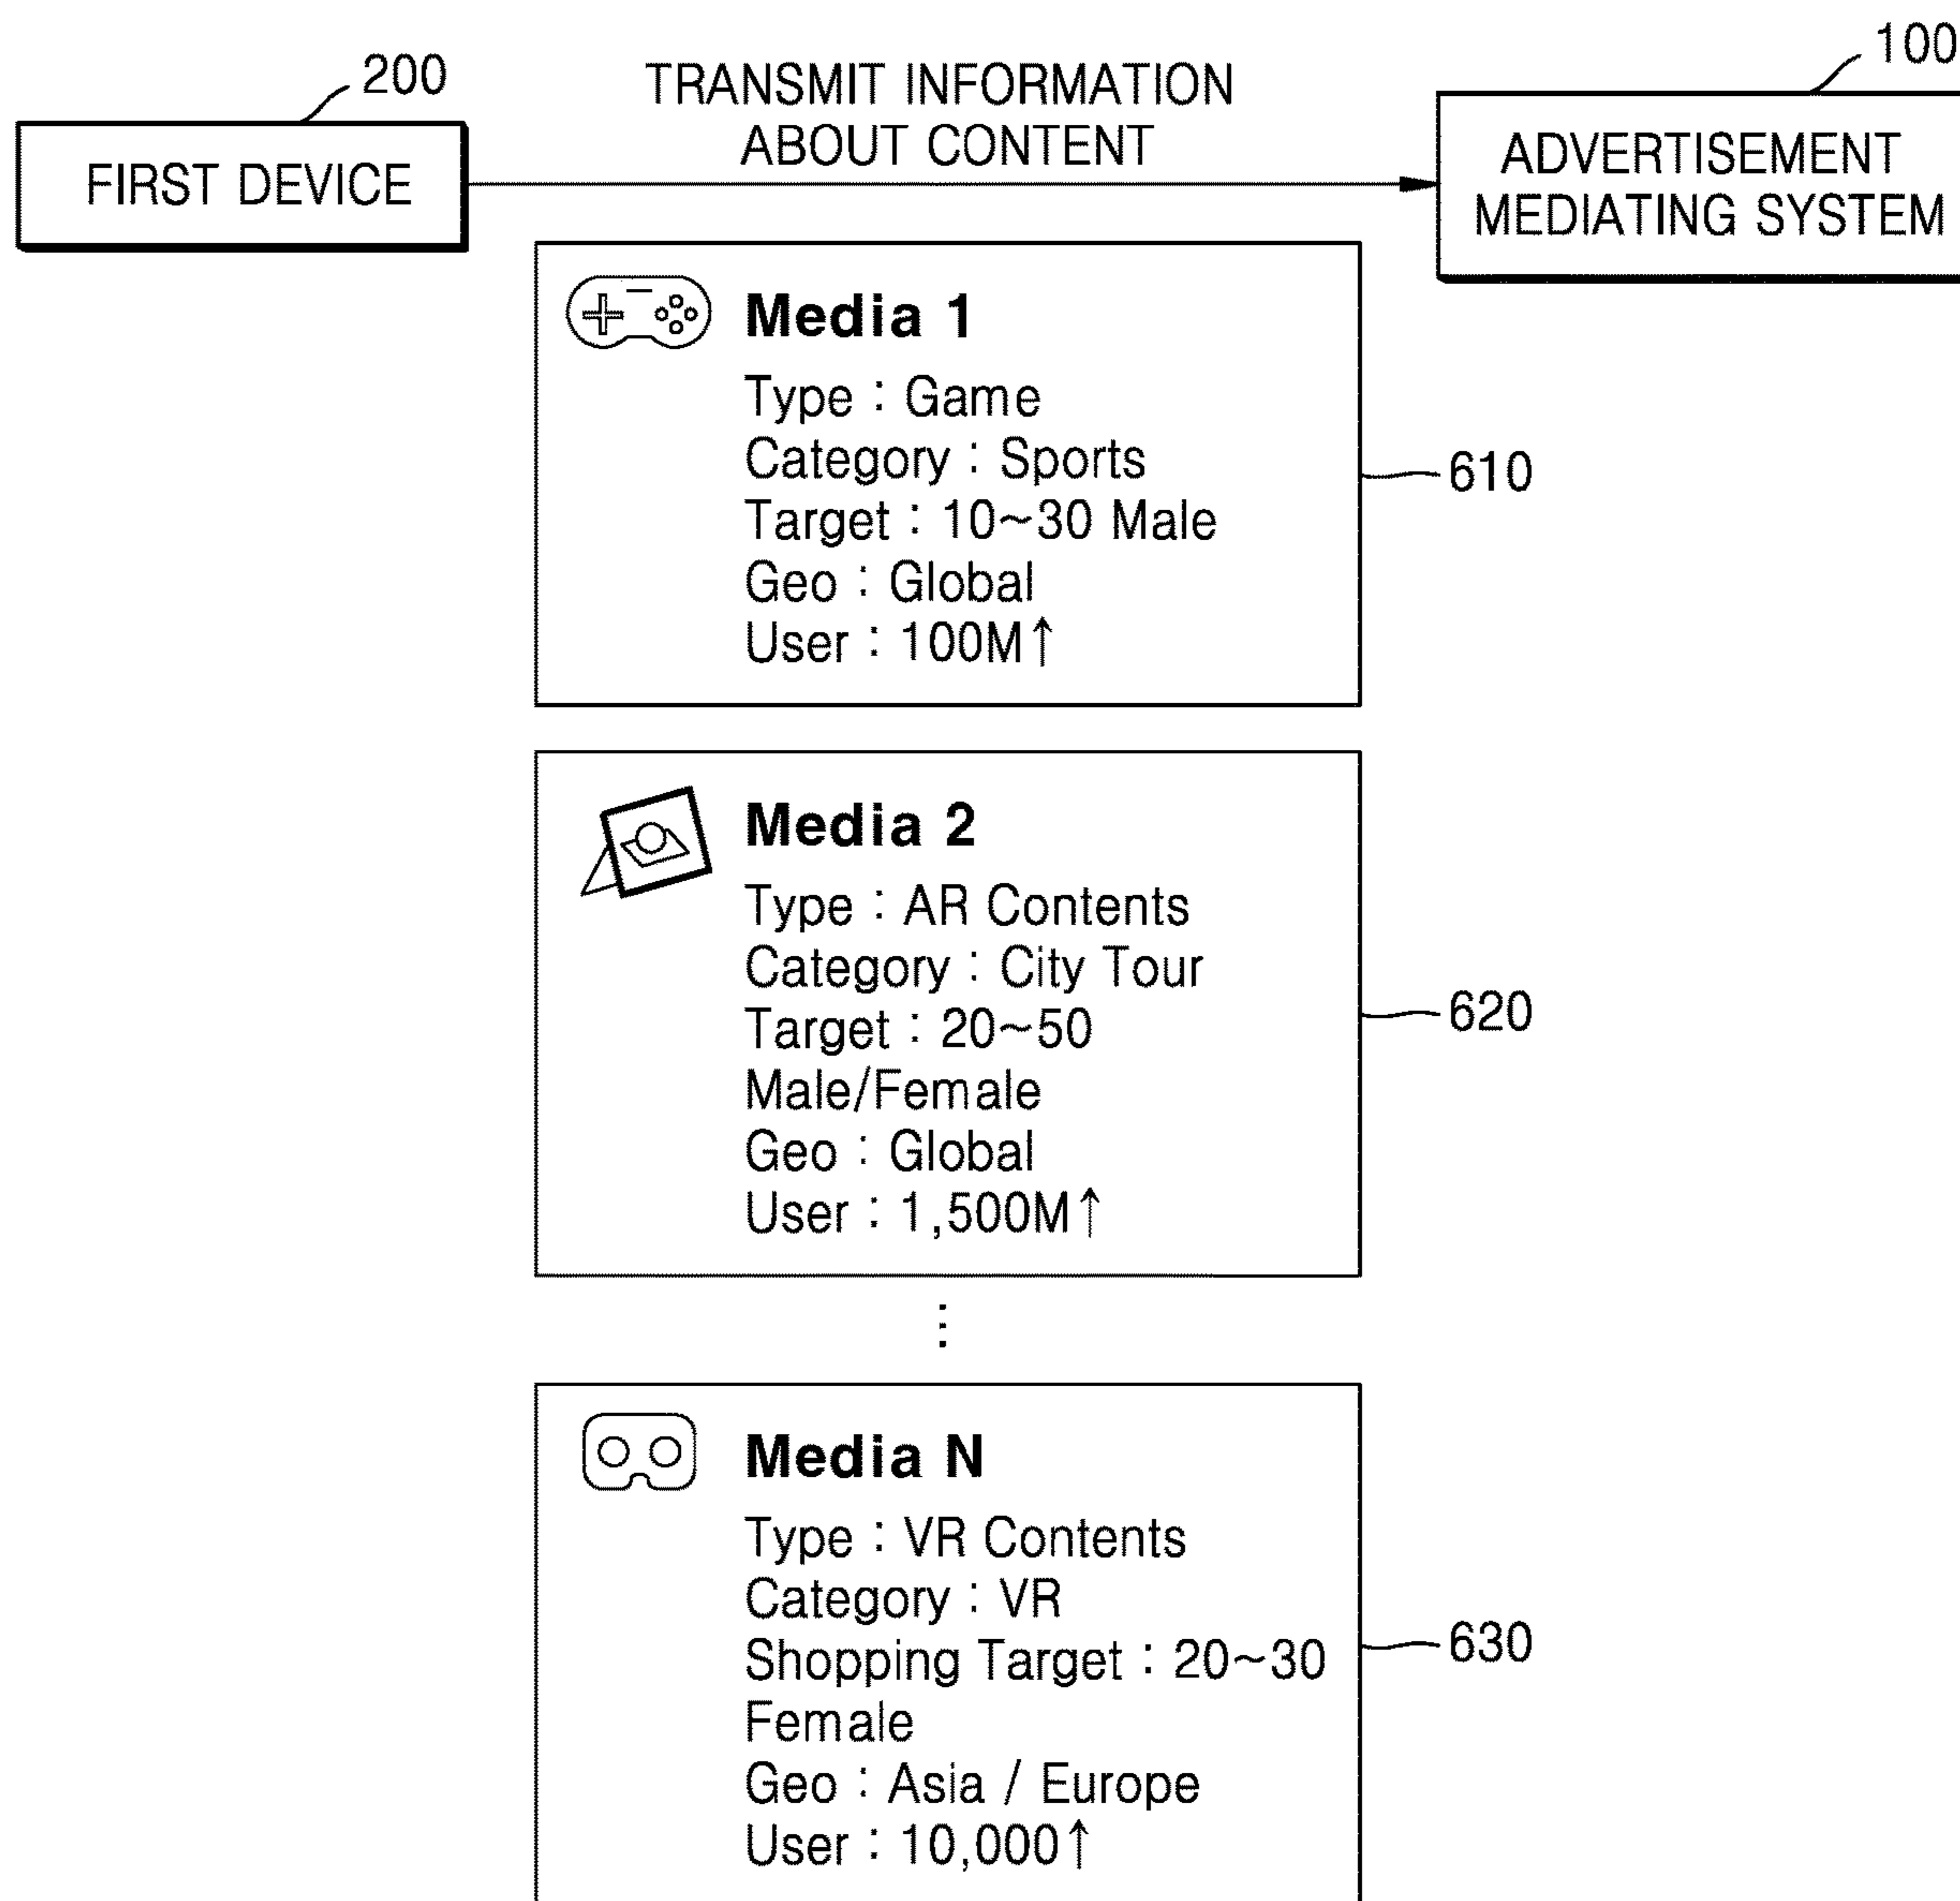 200
TRANSMIT INFORMATION
ABOUT CONTENT
100
FIRST DEVICE
ADVERTISEMENT
MEDIATING SYSTEM
Media 1
Type : Game
Category : Sports
Target : 10~30 Male
Geo : Global
User : 100M↑
610
Media 2
Type : AR Contents
Category : City Tour
Target : 20~50
Male/Female
Geo : Global
User : 1,500M↑
620
⋮
Media N
Type : VR Contents
Category : VR
Shopping Target : 20~30
Female
Geo : Asia / Europe
User : 10,000↑
630